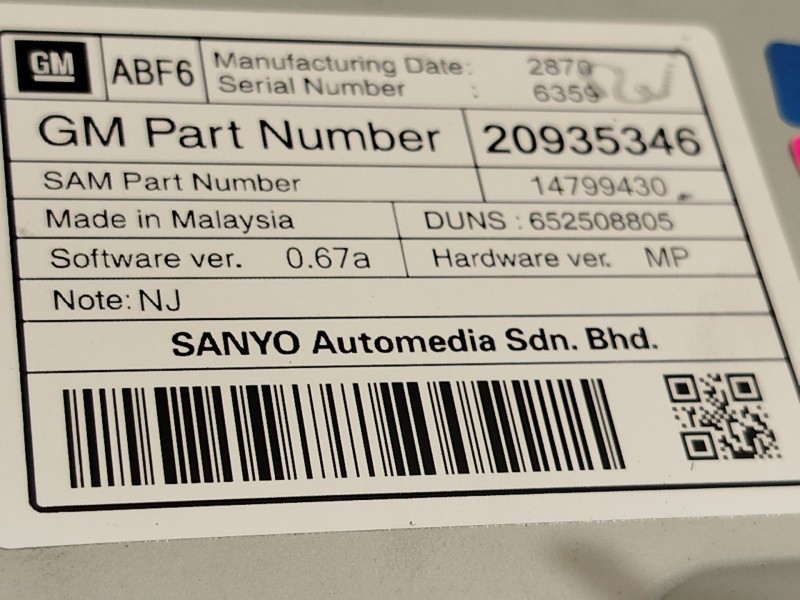 GM ABF6 Manufacturing Date: 2870
Serial Number : 6359
GM Part Number 20935346
SAM Part Number 14799430
Made in Malaysia DUNS : 652508805
Software ver. 0.67a Hardware ver. MP
Note: NJ
SANYO Automedia Sdn. Bhd.